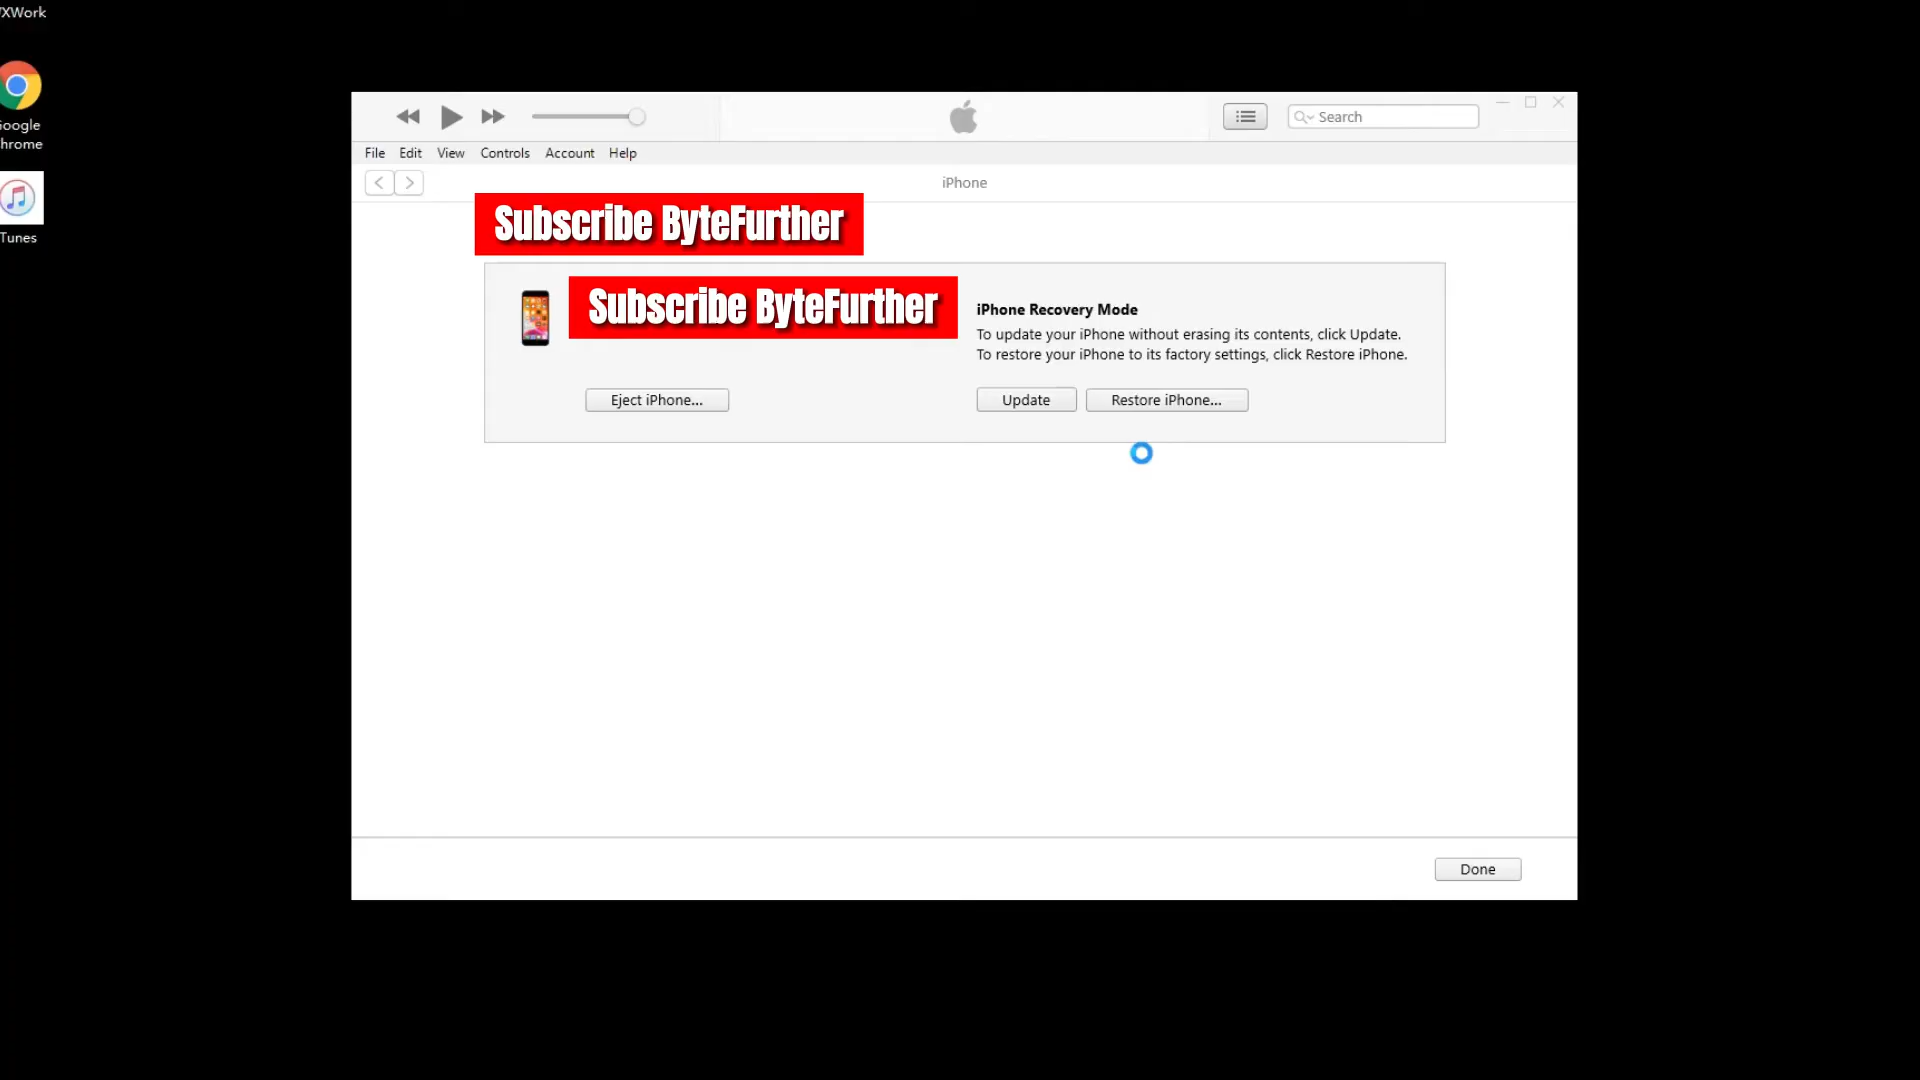 XWork
Search
File Edit View Controls Account Help
iPhone
oogle
hrome
Subscribe ByteFurther
Tunes
Subscribe ByteFurther
iPhone Recovery Mode
To update your iPhone without erasing its contents, click Update.
To restore your iPhone to its factory settings, click Restore iPhone.
Eject iPhone...
Update
Restore iPhone...
Done